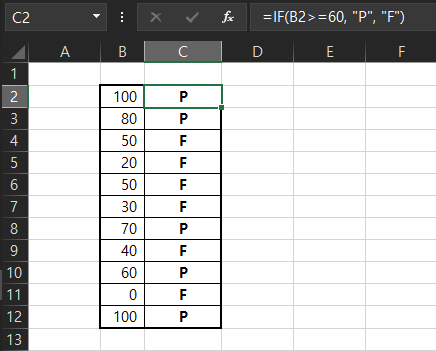 C2 fx =IF(B2>=60, "P", "F")
A B C D E F
1
2 100 P
3 80 P
4 50 F
5 20 F
6 50 F
7 30 F
8 70 P
9 40 F
10 60 P
11 0 F
12 100 P
13